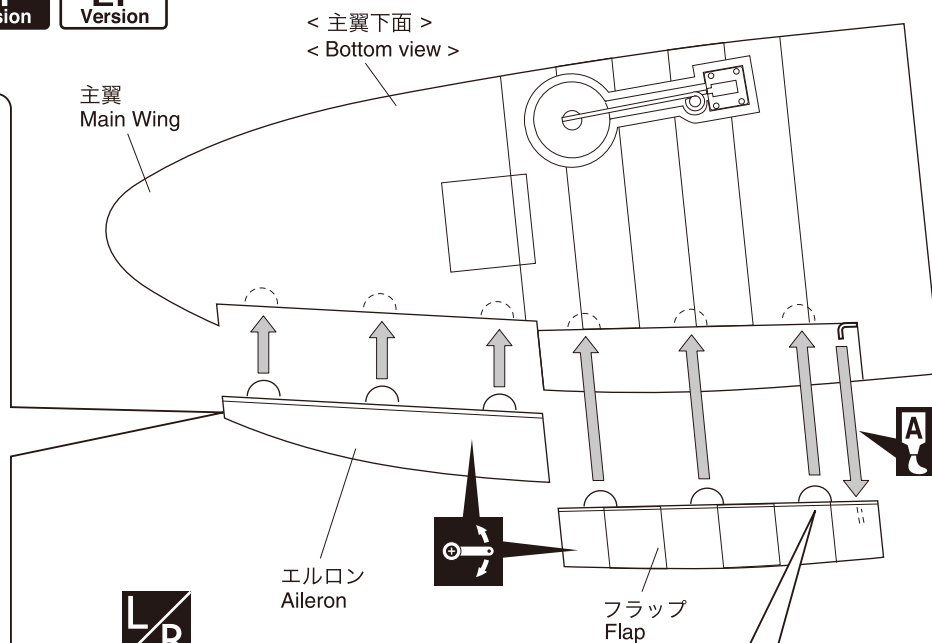 Version
< 主翼下面 >
< Bottom view >
主翼
Main Wing
A
エルロン
Aileron
L/R
フラップ
Flap